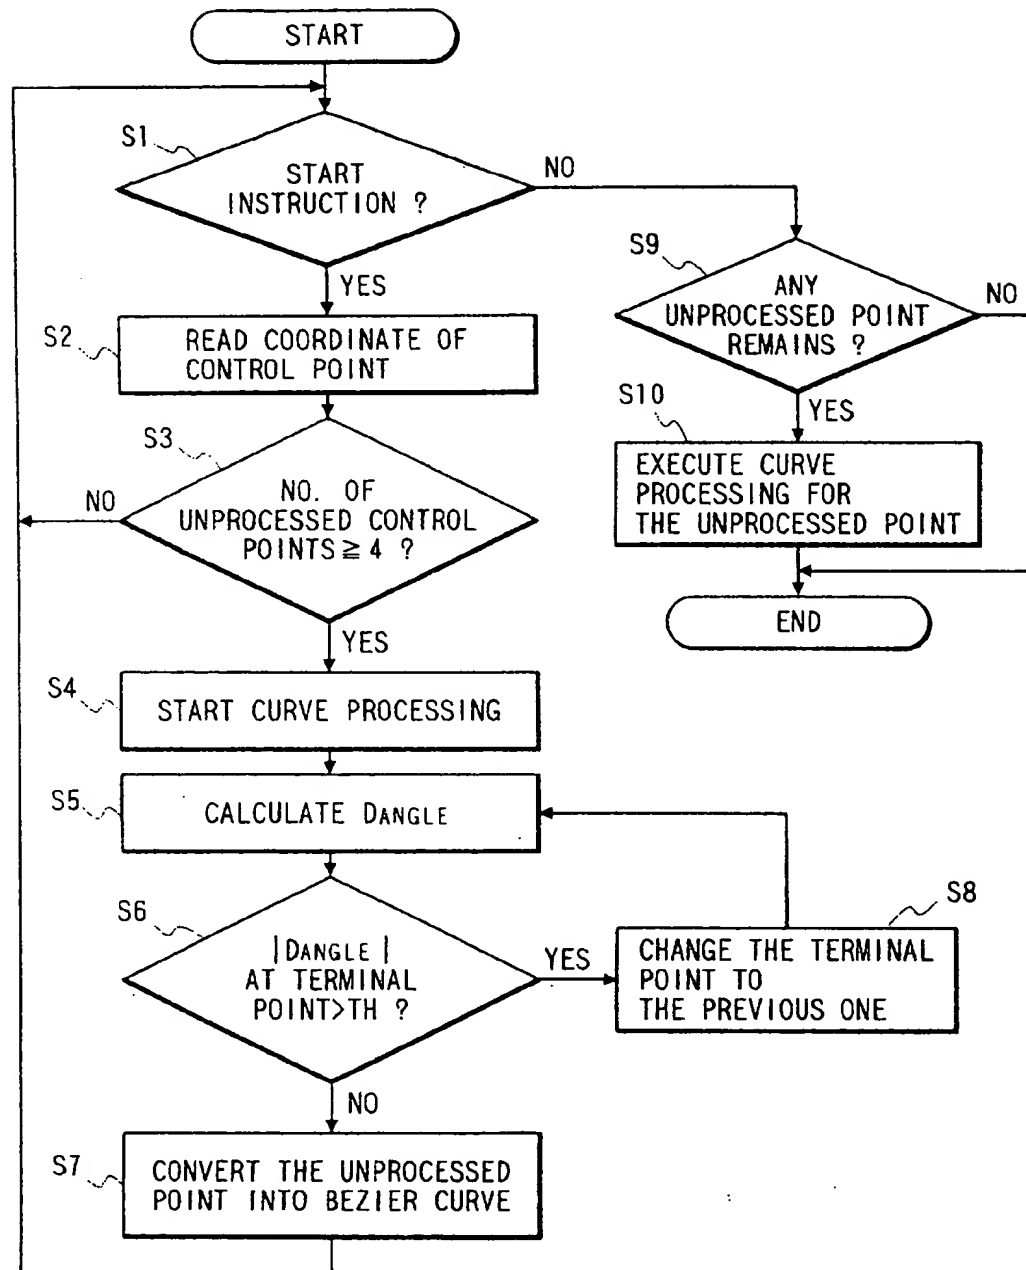 START
S1
START
INSTRUCTION ?
NO
YES
S9
ANY
UNPROCESSED POINT
REMAINS ?
NO
YES
S2
READ COORDINATE OF
CONTROL POINT
S10
EXECUTE CURVE
PROCESSING FOR
THE UNPROCESSED POINT
S3
NO. OF
UNPROCESSED CONTROL
POINTS≧4 ?
NO
YES
END
S4
START CURVE PROCESSING
S5
CALCULATE DANGLE
S6
|DANGLE|
AT TERMINAL
POINT>TH ?
YES
NO
S8
CHANGE THE TERMINAL
POINT TO
THE PREVIOUS ONE
S7
CONVERT THE UNPROCESSED
POINT INTO BEZIER CURVE